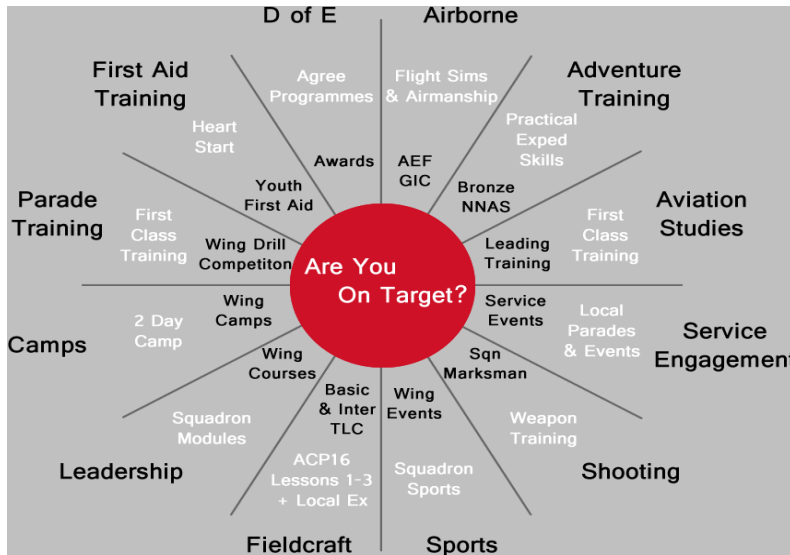 D of E
Airborne
First Aid
Training
Agree
Programmes
Flight Sims
& Airmanship
Adventure
Training
Heart
Start
Practical
Exped
Skills
Awards
AEF
GIC
Youth
First Aid
Bronze
NNAS
Parade
Training
First
Class
Training
Wing Drill
Competiton
Leading
Training
First
Class
Training
Aviation
Studies
Are You
On Target?
Camps
2 Day
Camp
Wing
Camps
Service
Events
Local
Parades
& Events
Service
Engagement
Wing
Courses
Sqn
Marksman
Basic
& Inter
TLC
Wing
Events
Squadron
Modules
Weapon
Training
Leadership
ACP16
Lessons 1-3
+ Local Ex
Squadron
Sports
Shooting
Fieldcraft
Sports